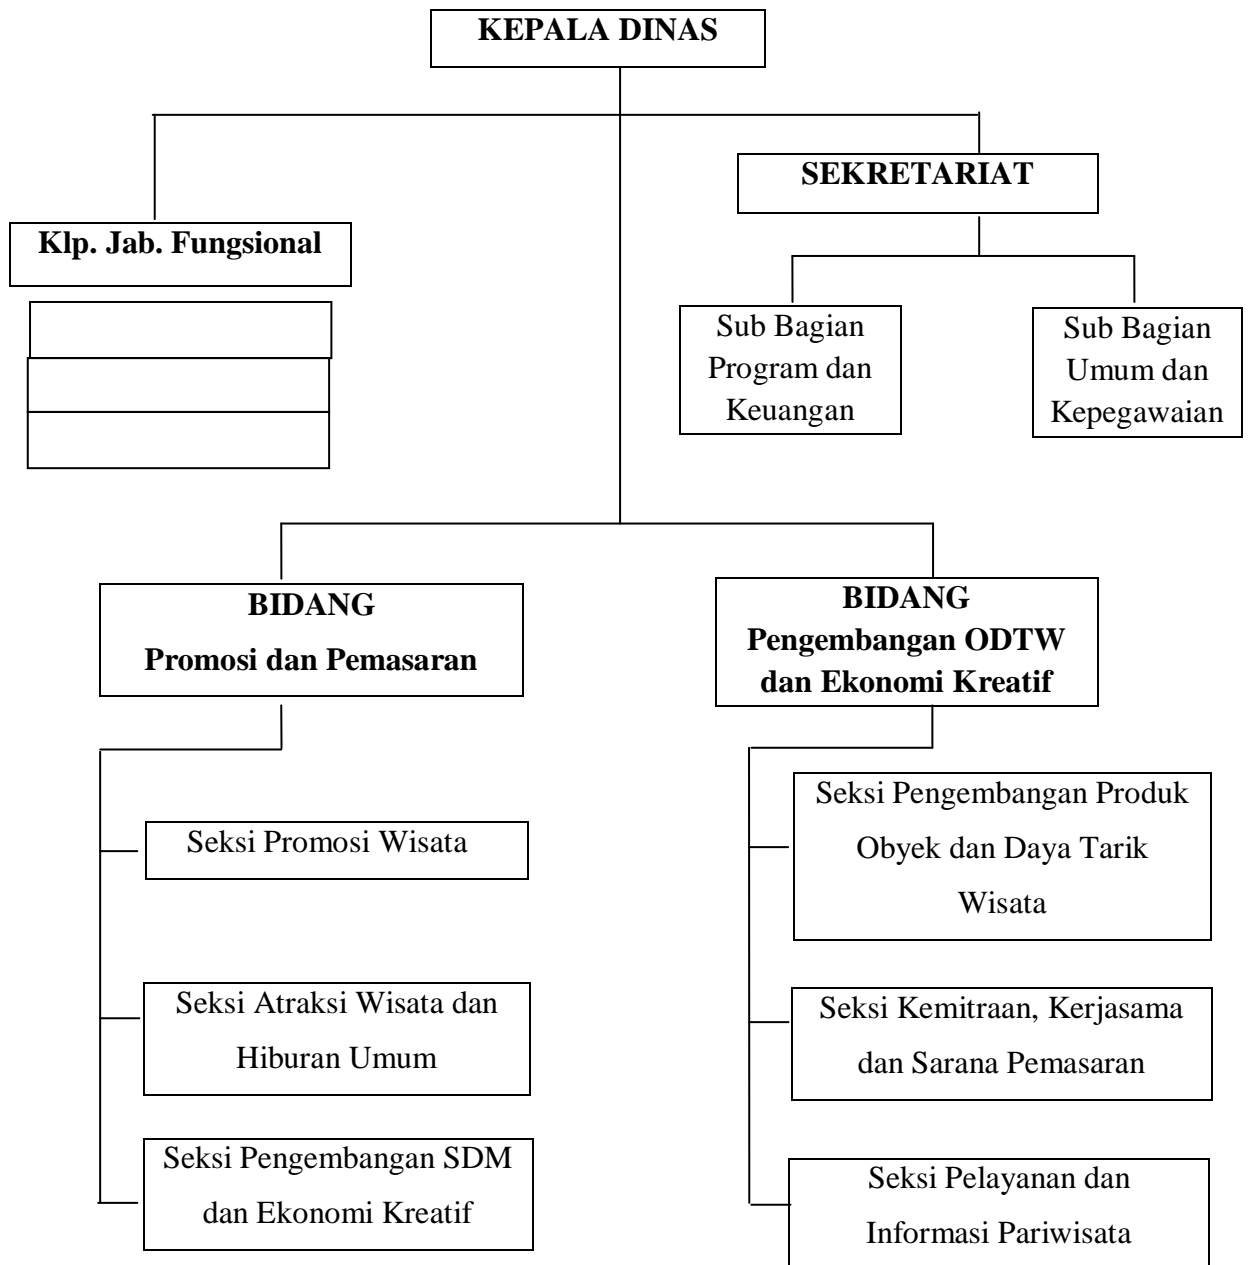 KEPALA DINAS
SEKRETARIAT
Klp. Jab. Fungsional
Sub Bagian
Program dan
Keuangan
Sub Bagian
Umum dan
Kepegawaian
BIDANG
Promosi dan Pemasaran
BIDANG
Pengembangan ODTW
dan Ekonomi Kreatif
Seksi Promosi Wisata
Seksi Atraksi Wisata dan
Hiburan Umum
Seksi Pengembangan SDM
dan Ekonomi Kreatif
Seksi Pengembangan Produk
Obyek dan Daya Tarik
Wisata
Seksi Kemitraan, Kerjasama
dan Sarana Pemasaran
Seksi Pelayanan dan
Informasi Pariwisata